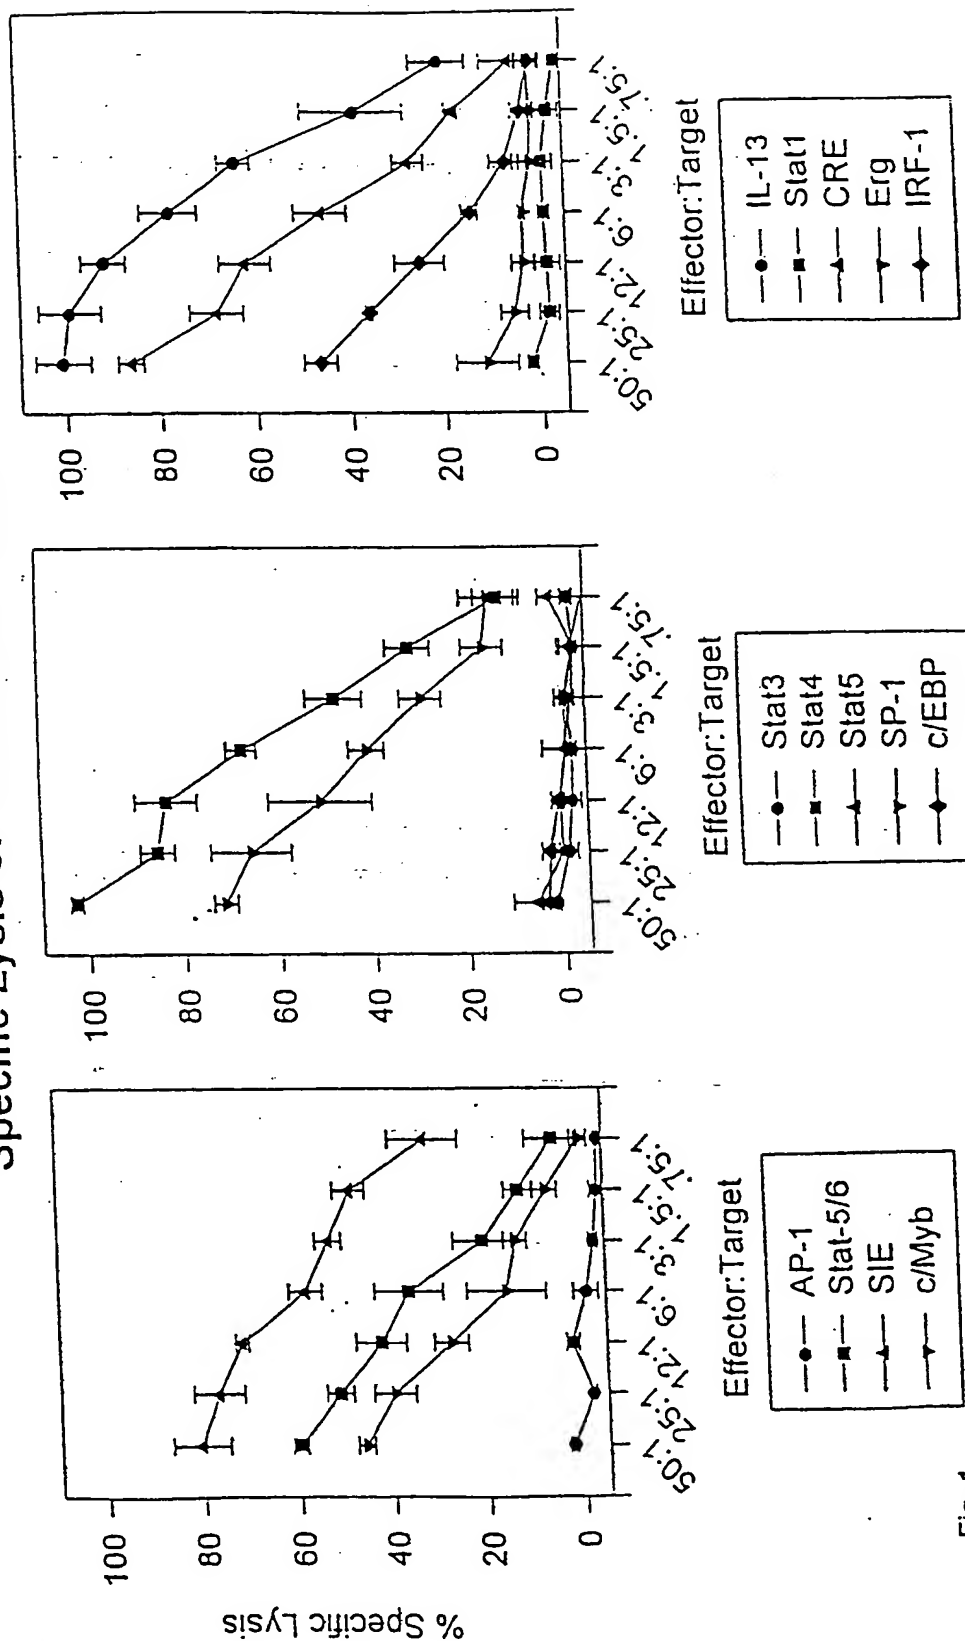 % Specific Lysis
100
80
60
40
20
0
50:1
25:1
12:1
6:1
3:1
1.5:1
.75:1
Effector:Target
AP-1
Stat-5/6
SIE
c/Myb
100
80
60
40
20
0
50:1
25:1
12:1
6:1
3:1
1.5:1
.75:1
Effector:Target
Stat3
Stat4
Stat5
SP-1
c/EBP
100
80
60
40
20
0
50:1
25:1
12:1
6:1
3:1
1.5:1
.75:1
Effector:Target
IL-13
Stat1
CRE
Erg
IRF-1